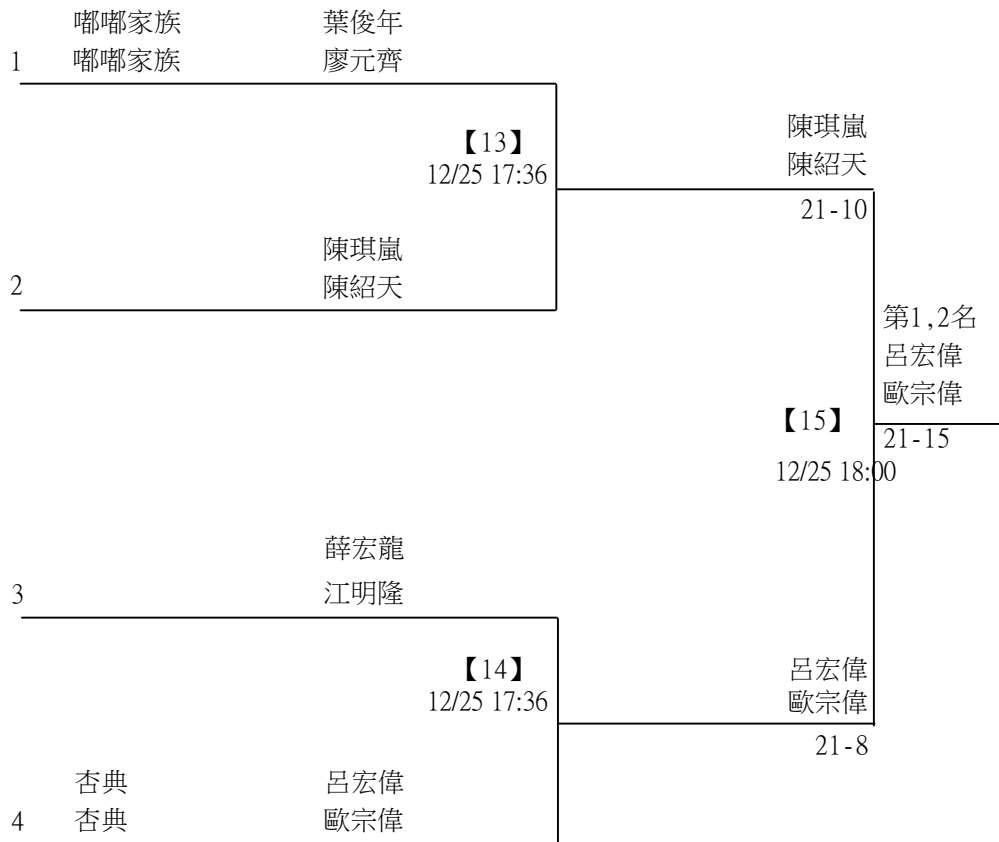 嘟嘟家族 葉俊年
1 嘟嘟家族 廖元齊
【13】
12/25 17:36
陳琪嵐
陳紹天
21-10
陳琪嵐
2 陳紹天
第1,2名
呂宏偉
歐宗偉
【15】
21-15
12/25 18:00
薛宏龍
3 江明隆
【14】
12/25 17:36
呂宏偉
歐宗偉
21-8
杏典 呂宏偉
4 杏典 歐宗偉